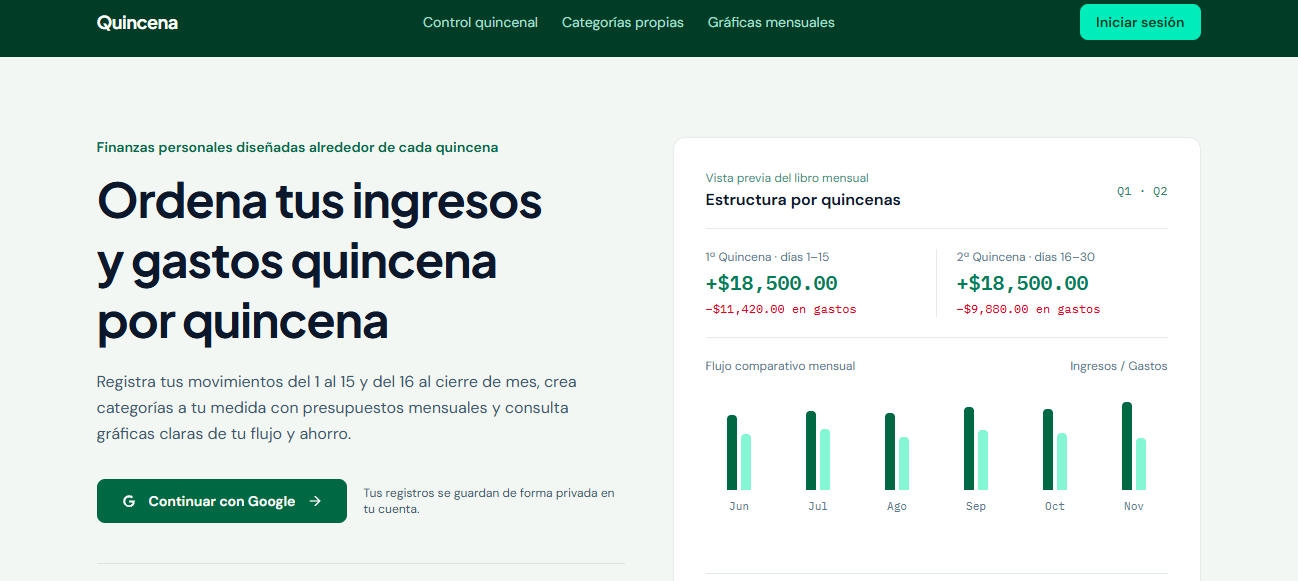 Quincena
Control quincenal
Categorías propias
Gráficas mensuales
Iniciar sesión
Finanzas personales diseñadas alrededor de cada quincena
Ordena tus ingresos
y gastos quincena
por quincena
Registra tus movimientos del 1 al 15 y del 16 al cierre de mes, crea
categorías a tu medida con presupuestos mensuales y consulta
gráficas claras de tu flujo y ahorro.
G Continuar con Google →
Tus registros se guardan de forma privada en
tu cuenta.
Vista previa del libro mensual
Estructura por quincenas
Q1 · Q2
1ª Quincena · días 1–15
+$18,500.00
−$11,420.00 en gastos
2ª Quincena · días 16–30
+$18,500.00
−$9,880.00 en gastos
Flujo comparativo mensual
Ingresos / Gastos
Jun Jul Ago Sep Oct Nov